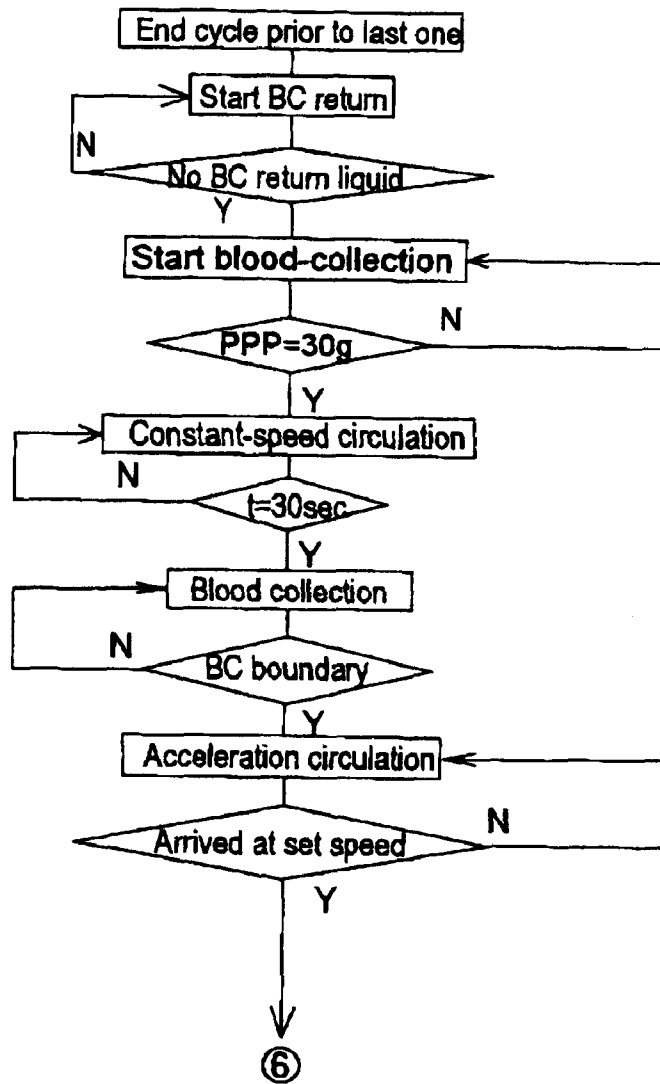 End cycle prior to last one
Start BC return
N
No BC return liquid
Y
Start blood-collection
N
PPP=30g
Y
Constant-speed circulation
N
t=30sec
Y
Blood collection
N
BC boundary
Y
Acceleration circulation
N
Arrived at set speed
Y
⑥